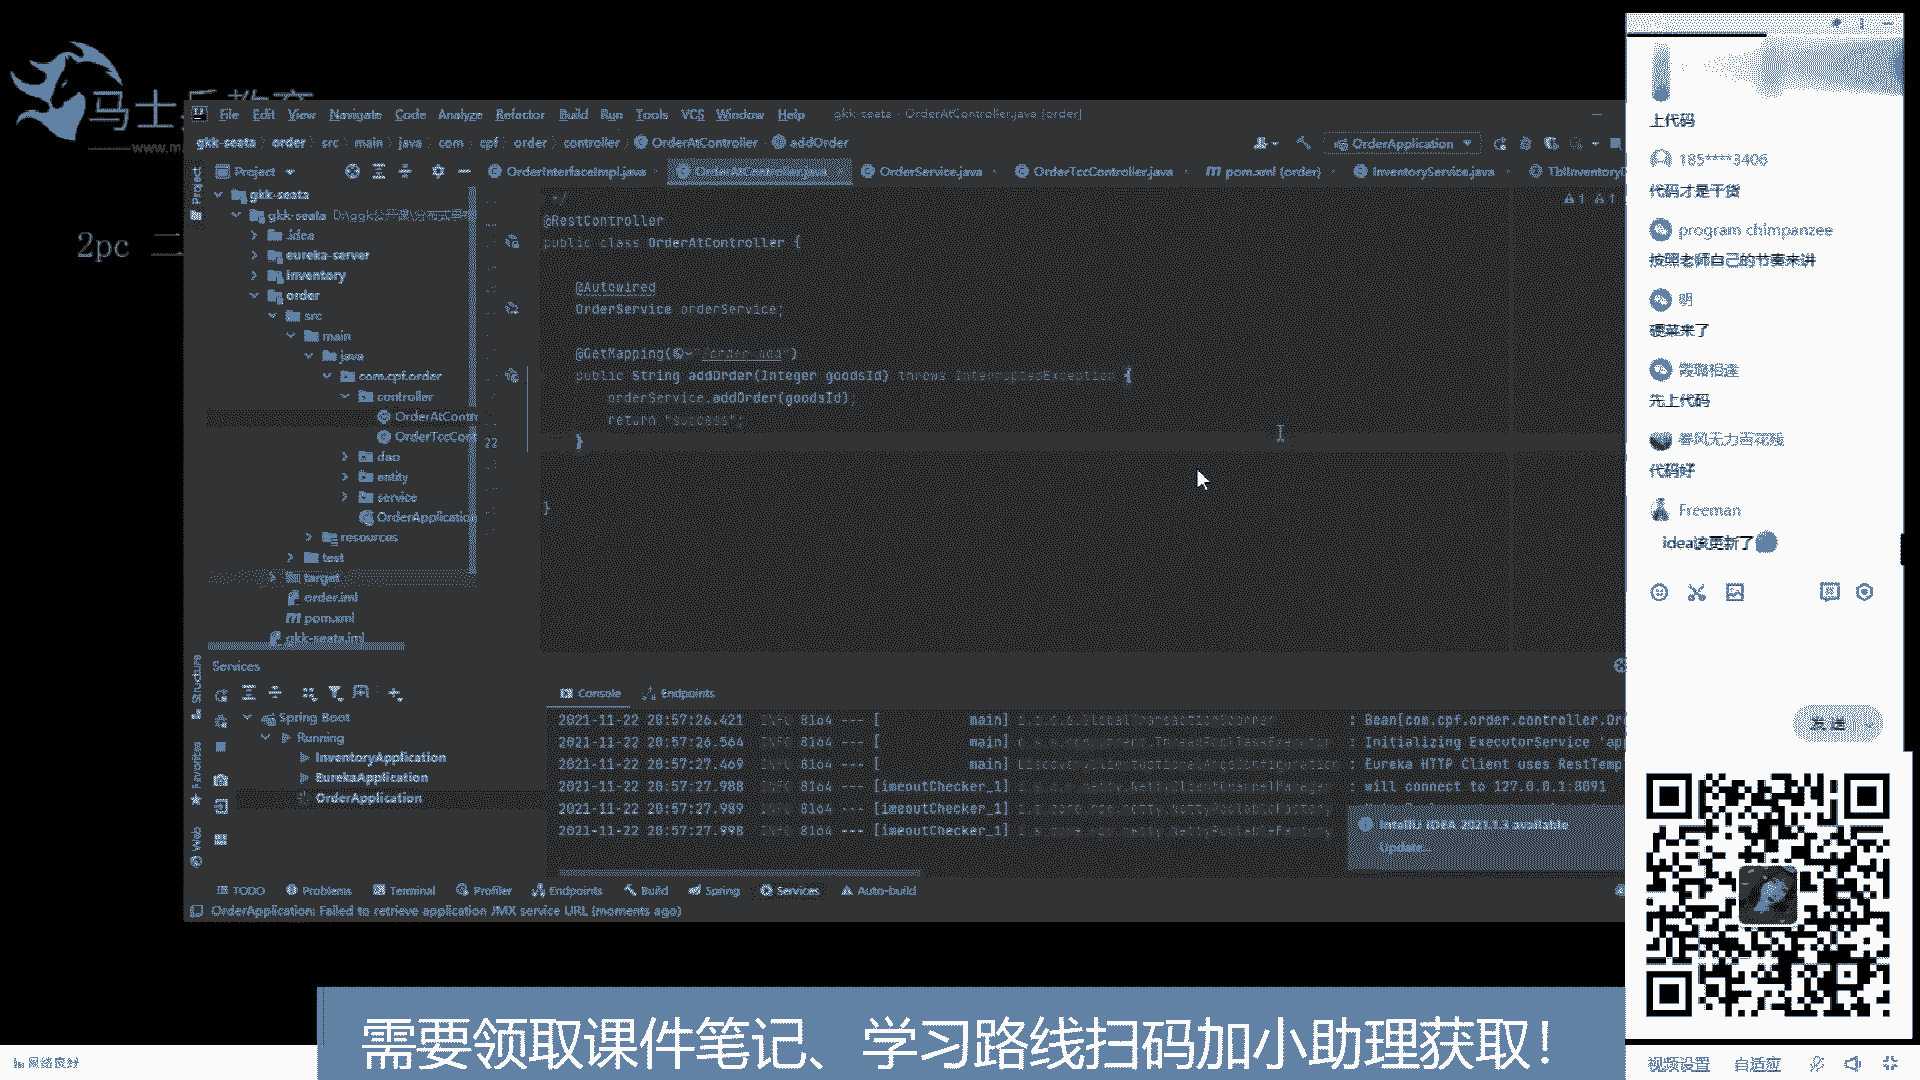 马士
www.m
2pc 二
File Edit View Navigate Code Analyze Refactor Build Run Tools VCS Window Help gkk-seata - OrderAtController.java [order]
gkk-seata order src main java com cpf order controller OrderAtController addOrder
OrderApplication
Project
OrderInterfaceImpl.java OrderAtController.java OrderService.java OrderTccController.java pom.xml (order) InventoryService.java TblInventoryD
Project
gkk-seata
gkk-seata
.idea
eureka-server
inventory
order
src
main
java
com.cpf.order
controller
OrderAtContr
OrderTccCont
dao
entity
service
OrderApplication
resources
test
target
order.iml
pom.xml
gkk-seata.iml
*/
@RestController
public class OrderAtController {
@Autowired
OrderService orderService;
@GetMapping("/order-add")
public String addOrder(Integer goodsId) throws InterruptedException {
orderService.addOrder(goodsId);
return "success";
22 }
}
1 1
Structure
Favorites
Web
Services
Spring Boot
Running
InventoryApplication
EurekaApplication
OrderApplication
Console Endpoints
2021-11-22 20:57:26.421 INFO 8164 --- [ main] : Bean[com.cpf.order.controller.Or
2021-11-22 20:57:26.564 INFO 8164 --- [ main] : Initializing ExecutorService 'ap
2021-11-22 20:57:27.469 INFO 8164 --- [ main] : Eureka HTTP Client uses RestTemp
2021-11-22 20:57:27.988 INFO 8164 --- [imeoutChecker_1] : will connect to 127.0.0.1:8091
2021-11-22 20:57:27.989 INFO 8164 --- [imeoutChecker_1]
2021-11-22 20:57:27.998 INFO 8164 --- [imeoutChecker_1]
IntelliJ IDEA 2021.1.3 available
Update...
TODO Problems Terminal Profiler Endpoints Build Spring Services Auto-build
OrderApplication: Failed to retrieve application JMX service URL (moments ago)
上代码
185****3406
代码才是干货
program chimpanzee
按照老师自己的节奏来讲
明
硬菜来了
霞璐相逢
先上代码
春风无力百花残
代码好
Freeman
idea该更新了
发送
需要领取课件笔记、学习路线扫码加小助理获取！
网络良好
视频设置 自适应